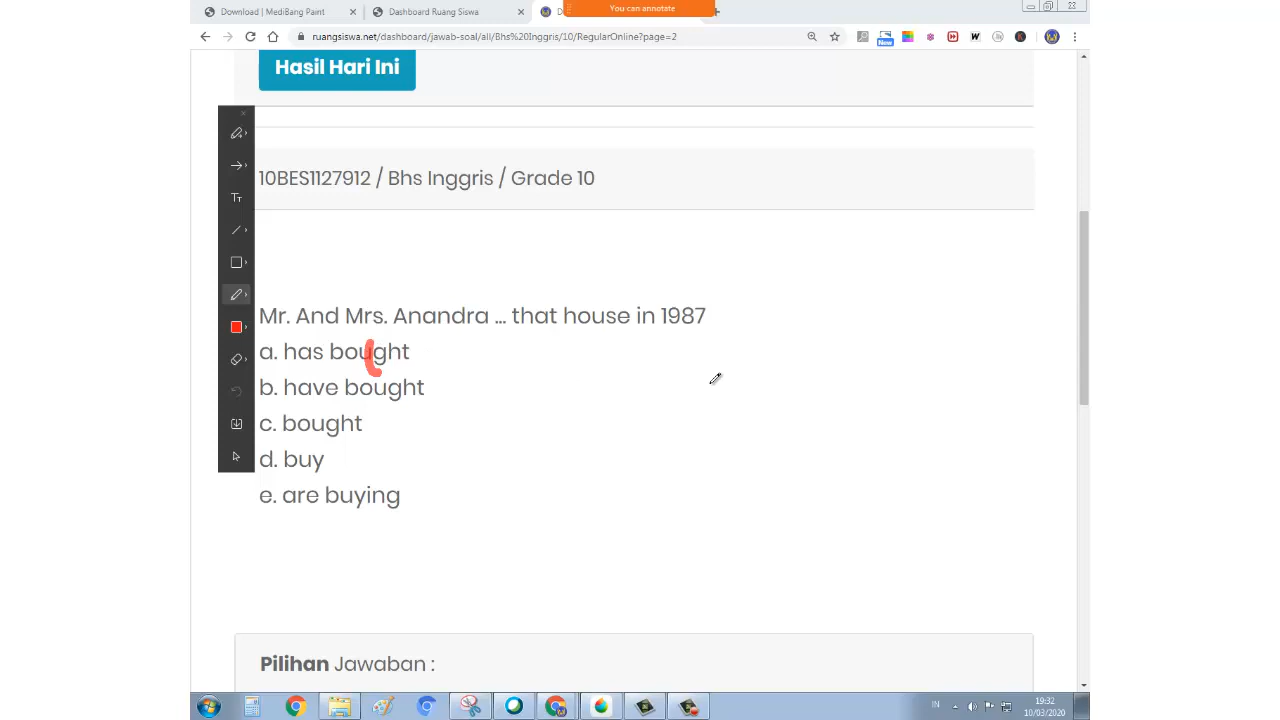 Download | MediBang Paint
Dashboard Ruang Siswa
You can annotate
ruangsiswa.net/dashboard/jawab-soal/all/Bhs%20Inggris/10/RegularOnline?page=2
New
Hasil Hari Ini
10BES1127912 / Bhs Inggris / Grade 10
Mr. And Mrs. Anandra ... that house in 1987
a. has bought
b. have bought
c. bought
d. buy
e. are buying
Pilihan Jawaban :
IN
19:32
10/03/2020